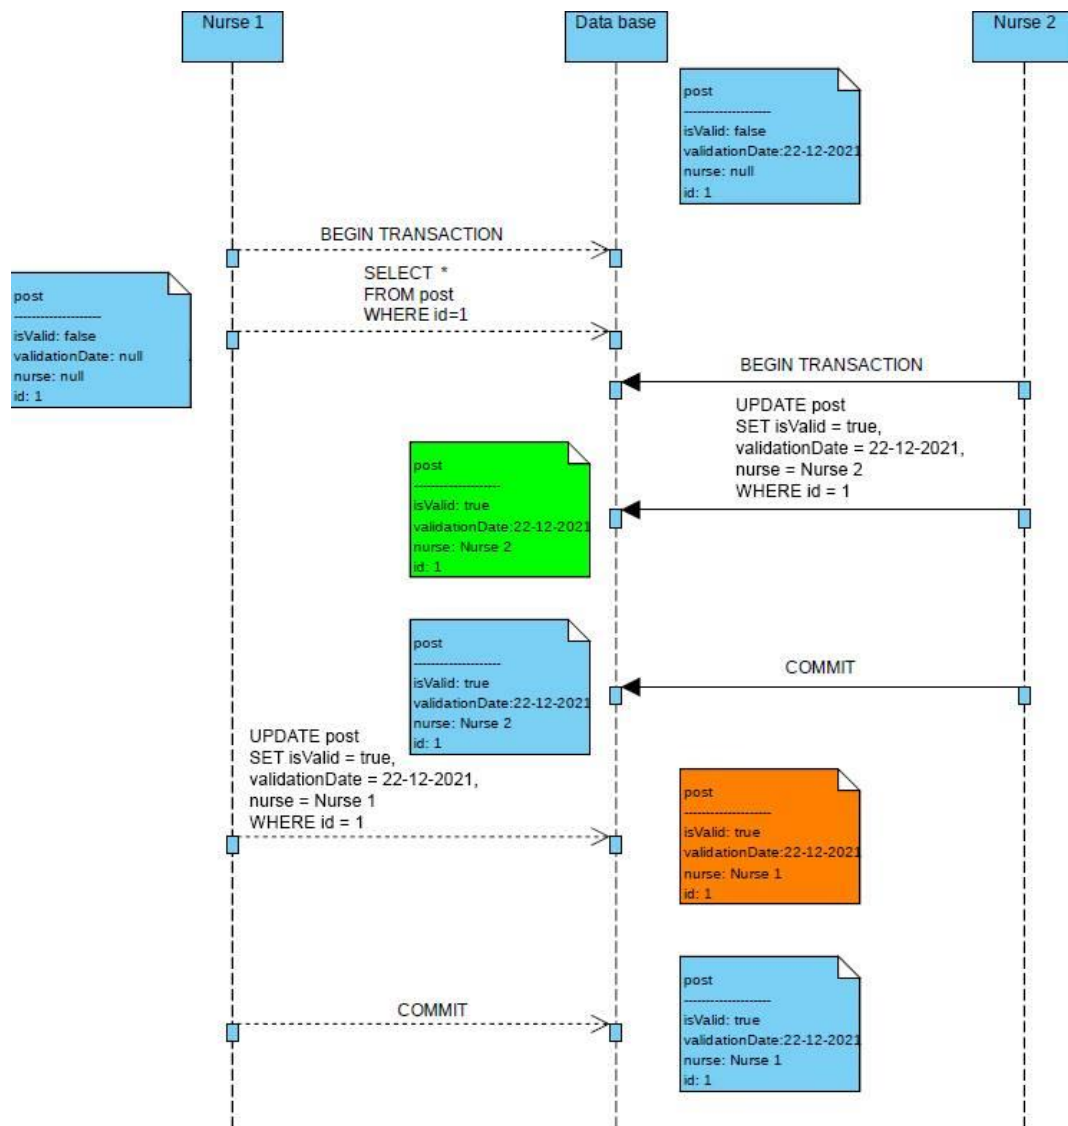 Nurse 1
Data base
Nurse 2
post
---------------------
isValid: false
validationDate:22-12-2021
nurse: null
id: 1
BEGIN TRANSACTION
SELECT *
FROM post
WHERE id=1
post
---------------------
isValid: false
validationDate: null
nurse: null
id: 1
BEGIN TRANSACTION
UPDATE post
SET isValid = true,
validationDate = 22-12-2021,
nurse = Nurse 2
WHERE id = 1
post
---------------------
isValid: true
validationDate:22-12-2021
nurse: Nurse 2
id: 1
post
---------------------
isValid: true
validationDate:22-12-2021
nurse: Nurse 2
id: 1
COMMIT
UPDATE post
SET isValid = true,
validationDate = 22-12-2021,
nurse = Nurse 1
WHERE id = 1
post
---------------------
isValid: true
validationDate:22-12-2021
nurse: Nurse 1
id: 1
COMMIT
post
---------------------
isValid: true
validationDate:22-12-2021
nurse: Nurse 1
id: 1